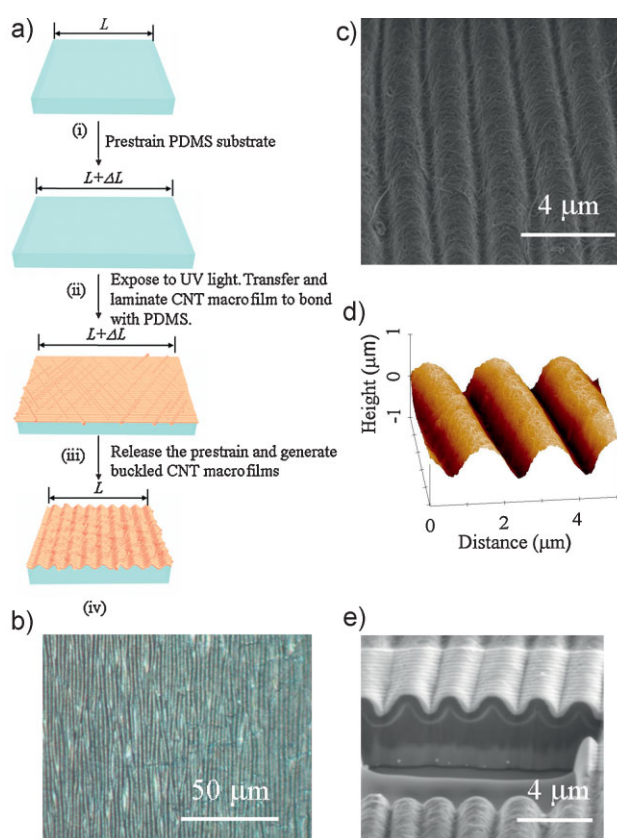 a)
L
(i)
Prestrain PDMS substrate
L+ΔL
(ii)
Expose to UV light. Transfer and
laminate CNT macrofilm to bond
with PDMS.
L+ΔL
(iii)
Release the prestrain and generate
buckled CNT macrofilms
L
(iv)
b)
50 μm
c)
4 μm
d)
Height (μm)
1
0
-1
0
2
4
Distance (μm)
e)
4 μm